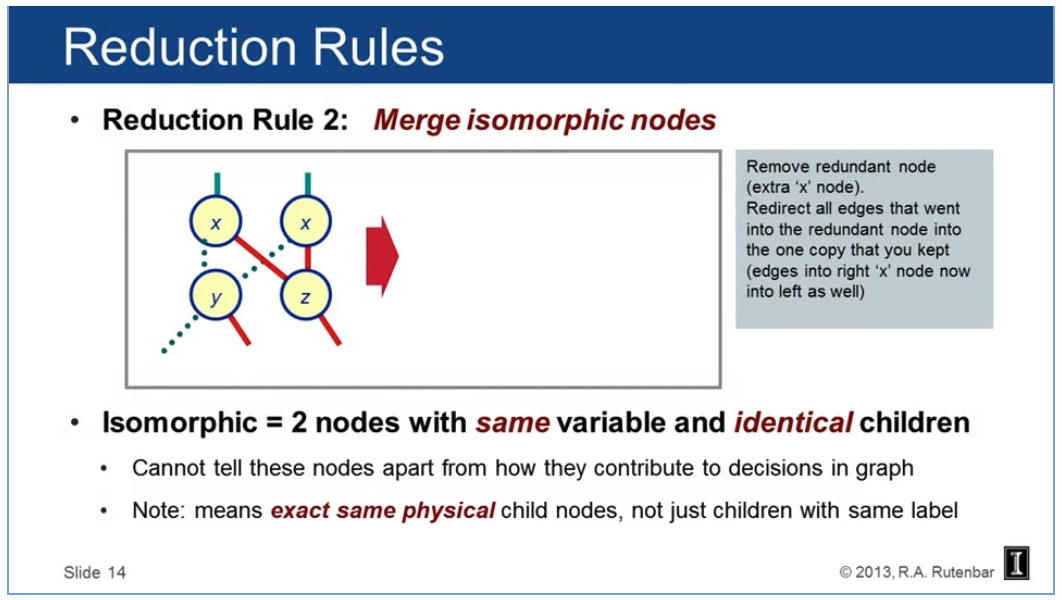 Reduction Rules
• Reduction Rule 2: Merge isomorphic nodes
x x
y z
Remove redundant node
(extra ‘x’ node).
Redirect all edges that went
into the redundant node into
the one copy that you kept
(edges into right ‘x’ node now
into left as well)
• Isomorphic = 2 nodes with same variable and identical children
• Cannot tell these nodes apart from how they contribute to decisions in graph
• Note: means exact same physical child nodes, not just children with same label
Slide 14
© 2013, R.A. Rutenbar I